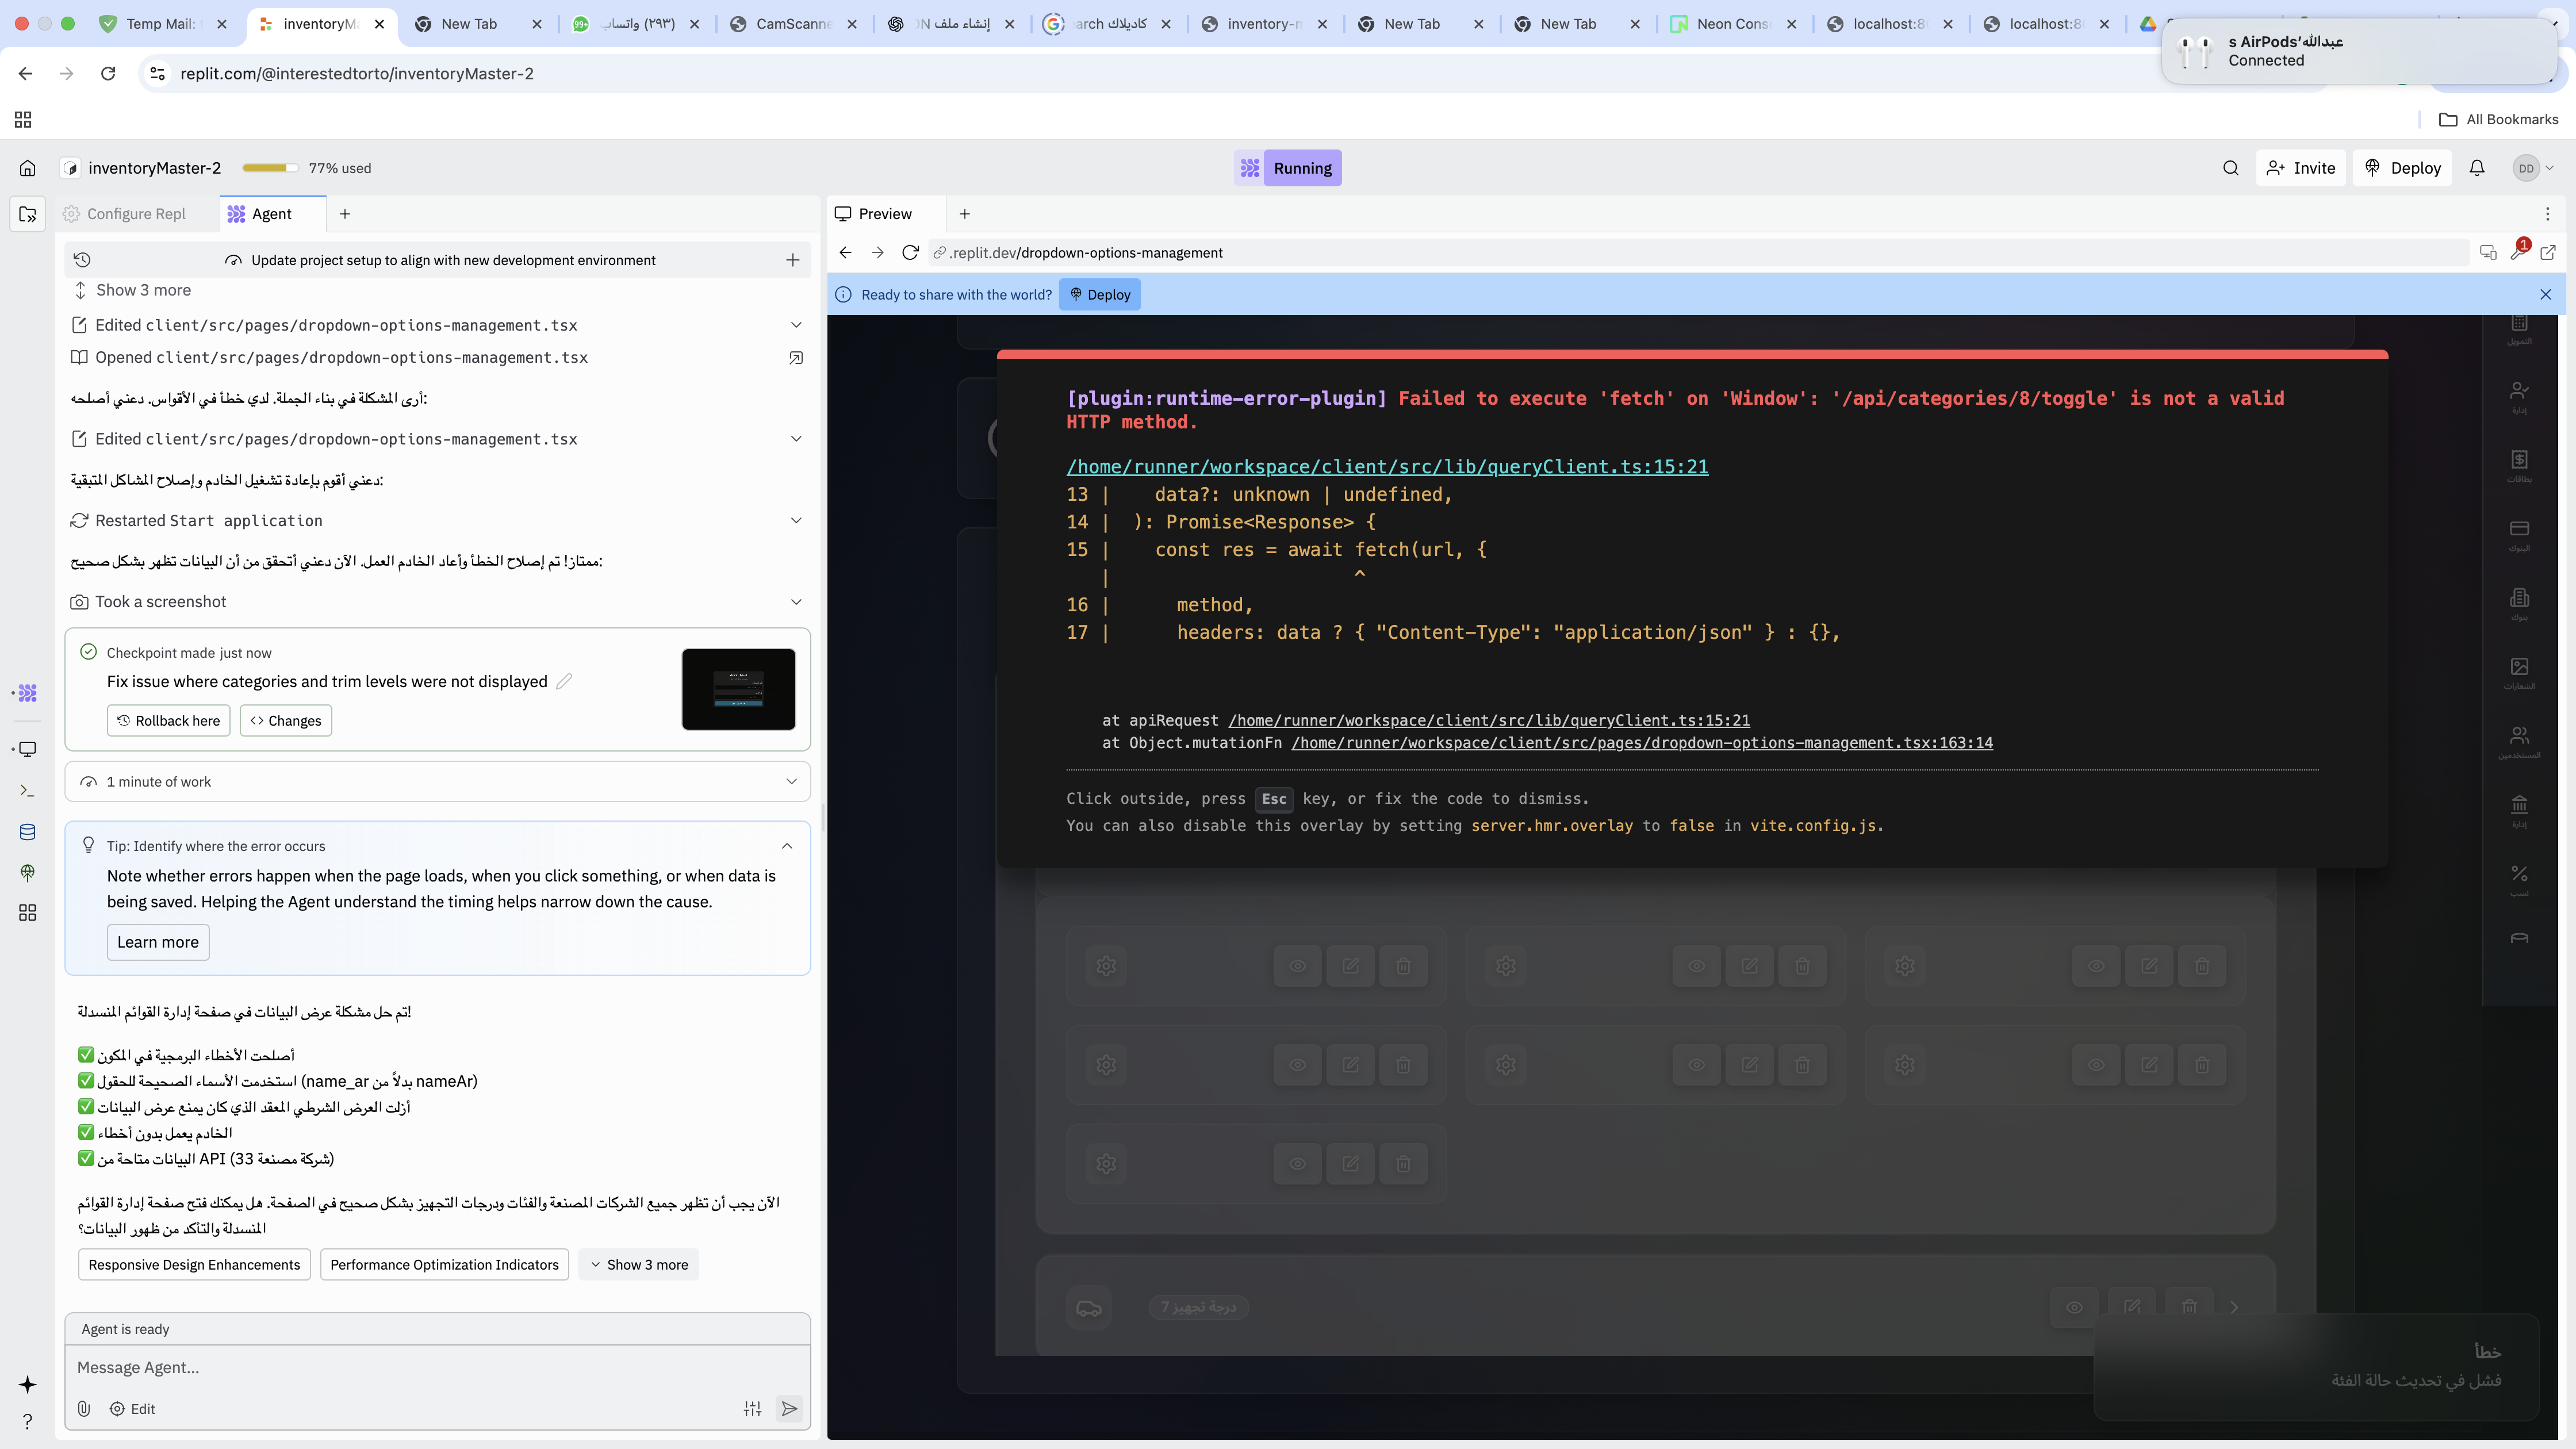 Temp Mail:
inventoryM
New Tab
99+
(٢٩٣) واتساب
CamScanne
إنشاء ملف
كاديلاك
inventory-
New Tab
New Tab
Neon Cons
localhost:8
localhost:8
عبدالله's AirPods
Connected
replit.com/@interestedtorto/inventoryMaster-2
All Bookmarks
inventoryMaster-2
77% used
Running
Invite
Deploy
DD
Configure Repl
Agent
Update project setup to align with new development environment
Show 3 more
Edited client/src/pages/dropdown-options-management.tsx
Opened client/src/pages/dropdown-options-management.tsx
أرى المشكلة في بناء الجملة. لدي خطأ في الأقواس. دعني أصلحه:
Edited client/src/pages/dropdown-options-management.tsx
دعني أقوم بإعادة تشغيل الخادم وإصلاح المشاكل المتبقية:
Restarted Start application
ممتاز! تم إصلاح الخطأ وأعاد الخادم العمل. الآن دعني أتحقق من أن البيانات تظهر بشكل صحيح:
Took a screenshot
Checkpoint made just now
Fix issue where categories and trim levels were not displayed
Rollback here
Changes
1 minute of work
Tip: Identify where the error occurs
Note whether errors happen when the page loads, when you click something, or when data is
being saved. Helping the Agent understand the timing helps narrow down the cause.
Learn more
تم حل مشكلة عرض البيانات في صفحة إدارة القوائم المنسدلة!
✅ أصلحت الأخطاء البرمجية في المكون
✅ استخدمت الأسماء الصحيحة للحقول (name_ar بدلاً من nameAr)
✅ أزلت العرض الشرطي المعقد الذي كان يمنع عرض البيانات
✅ الخادم يعمل بدون أخطاء
✅ البيانات متاحة من API (33 شركة مصنعة)
الآن يجب أن تظهر جميع الشركات المصنعة والفئات ودرجات التجهيز بشكل صحيح في الصفحة. هل يمكنك فتح صفحة إدارة القوائم
المنسدلة والتأكد من ظهور البيانات؟
Responsive Design Enhancements
Performance Optimization Indicators
Show 3 more
Agent is ready
Message Agent...
Edit
Preview
.replit.dev/dropdown-options-management
1
Ready to share with the world?
Deploy
[plugin:runtime-error-plugin] Failed to execute 'fetch' on 'Window': '/api/categories/8/toggle' is not a valid
HTTP method.
/home/runner/workspace/client/src/lib/queryClient.ts:15:21
13 | data?: unknown | undefined,
14 | ): Promise<Response> {
15 | const res = await fetch(url, {
| ^
16 | method,
17 | headers: data ? { "Content-Type": "application/json" } : {},
at apiRequest /home/runner/workspace/client/src/lib/queryClient.ts:15:21
at Object.mutationFn /home/runner/workspace/client/src/pages/dropdown-options-management.tsx:163:14
Click outside, press Esc key, or fix the code to dismiss.
You can also disable this overlay by setting server.hmr.overlay to false in vite.config.js.
التمويل
إدارة
بطاقات
البنوك
بنوك
الشعارات
المستخدمين
إدارة
نسب
7 درجة تجهيز
خطأ
فشل في تحديث حالة الفئة